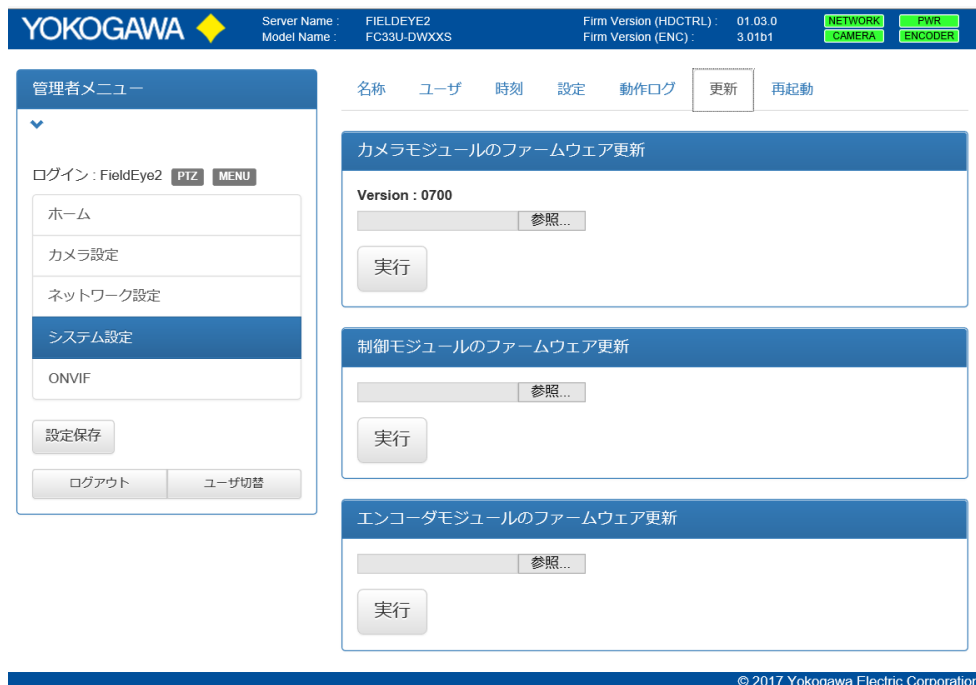 YOKOGAWA
Server Name : FIELDEYE2 Firm Version (HDCTRL) : 01.03.0 NETWORK PWR
Model Name : FC33U-DWXXS Firm Version (ENC) : 3.01b1 CAMERA ENCODER
管理者メニュー
ログイン : FieldEye2 PTZ MENU
ホーム
カメラ設定
ネットワーク設定
システム設定
ONVIF
設定保存
ログアウト ユーザ切替
名称 ユーザ 時刻 設定 動作ログ 更新 再起動
カメラモジュールのファームウェア更新
Version : 0700
参照...
実行
制御モジュールのファームウェア更新
参照...
実行
エンコーダモジュールのファームウェア更新
参照...
実行
© 2017 Yokogawa Electric Corporation